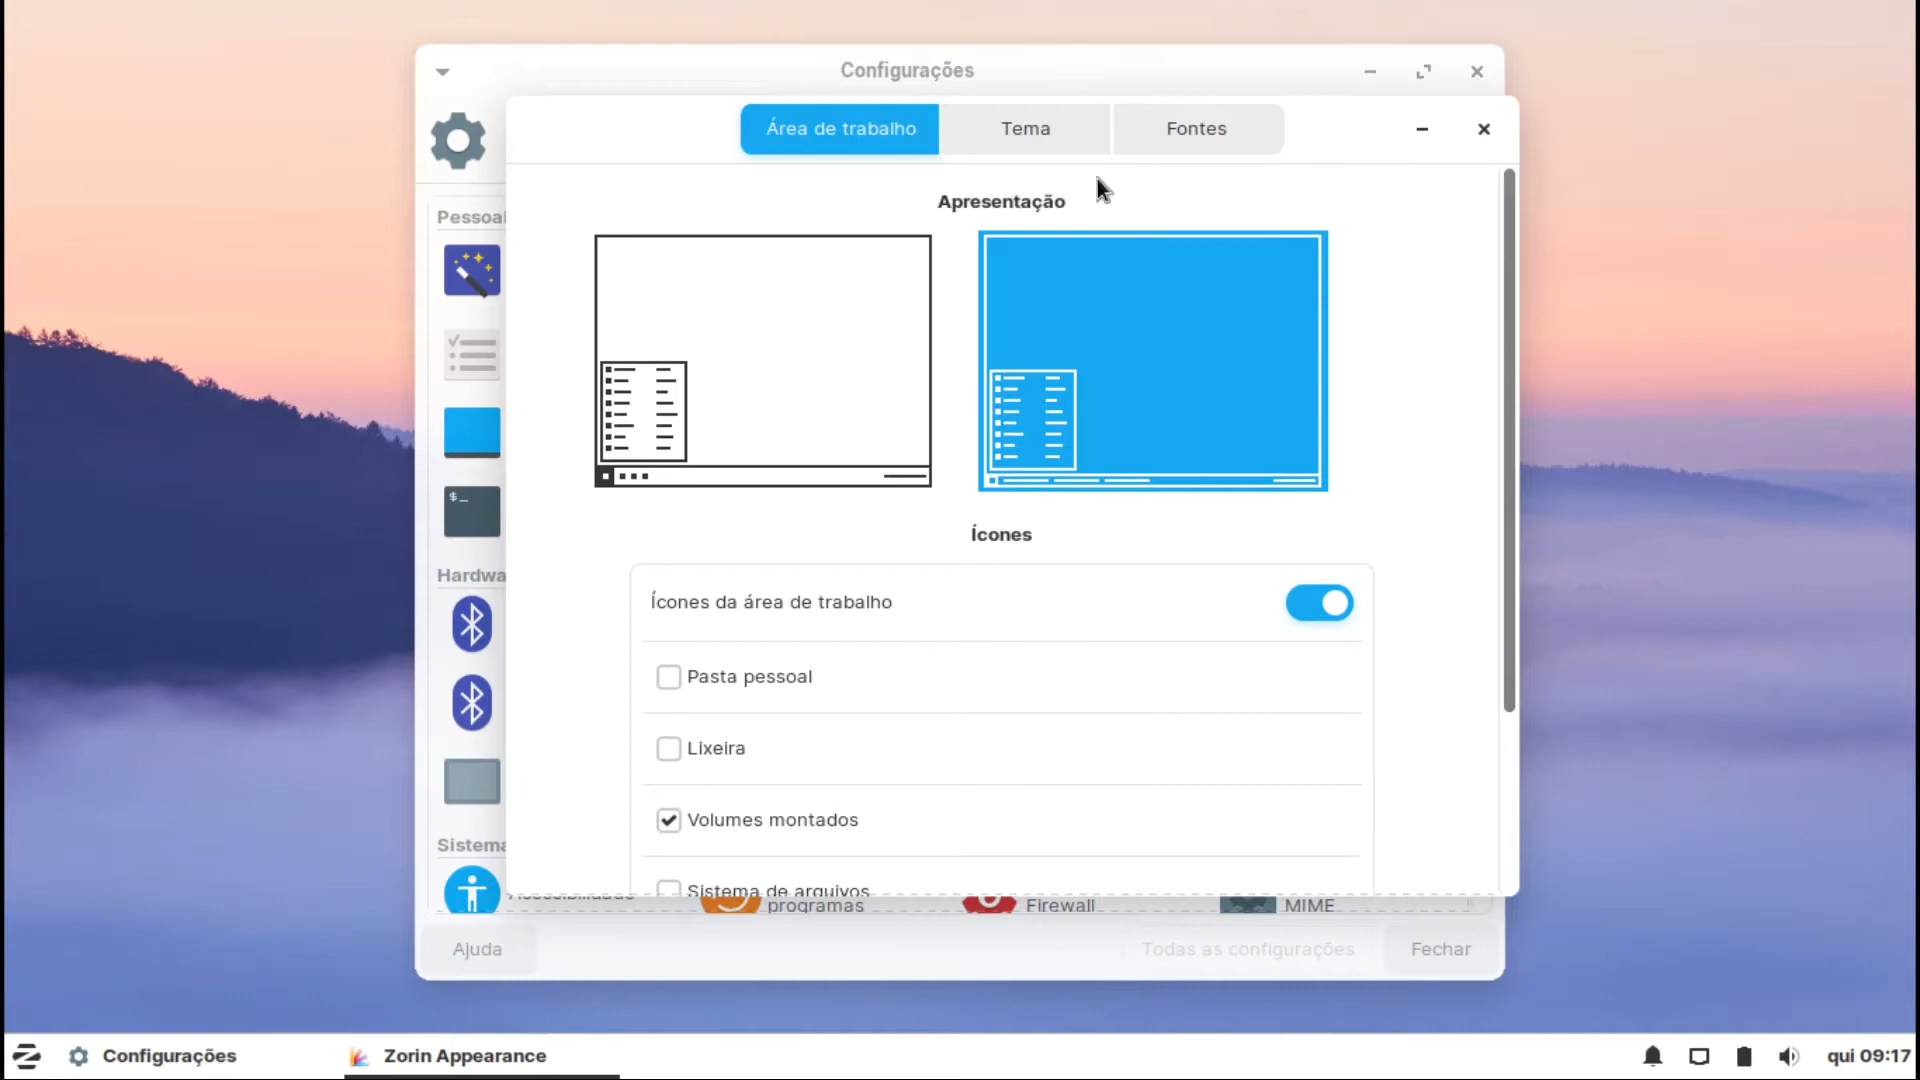 Configurações
Área de trabalho
Tema
Fontes
Apresentação
Pessoal
$_
Ícones
Hardwa
Ícones da área de trabalho
Pasta pessoal
Lixeira
Volumes montados
Sistema
Sistema de arquivos
Acessibilidade
programas
Firewall
MIME
Ajuda
Todas as configurações
Fechar
Configurações
Zorin Appearance
qui 09:17